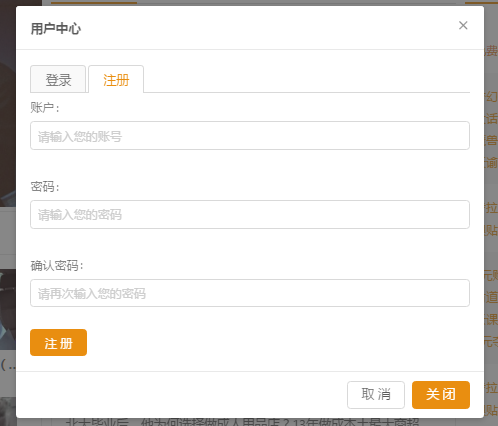 用户中心
×
登录
注册
账户:
请输入您的账号
密码:
请输入您的密码
确认密码:
请再次输入您的密码
注册
取消
关闭